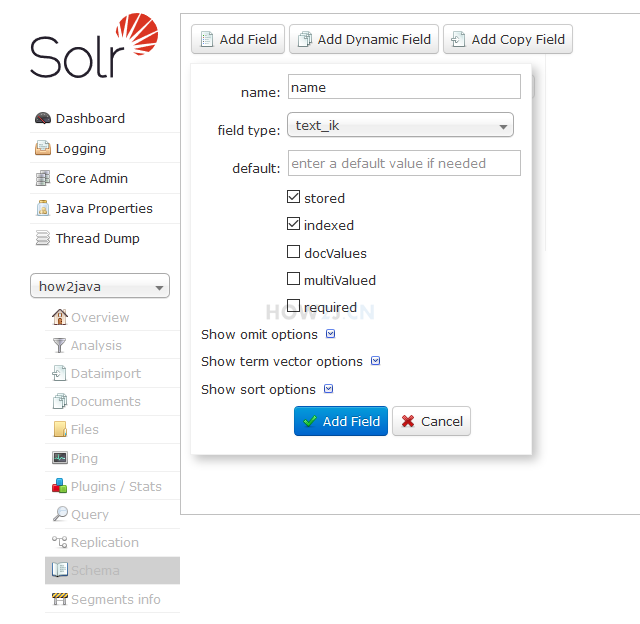 Solr
Dashboard
Logging
Core Admin
Java Properties
Thread Dump
how2java
Overview
Analysis
Dataimport
Documents
Files
Ping
Plugins / Stats
Query
Replication
Schema
Segments info
Add Field Add Dynamic Field Add Copy Field
name: name
field type: text_ik
default: enter a default value if needed
stored
indexed
docValues
multiValued
required
HOW2J.CN
Show omit options
Show term vector options
Show sort options
Add Field Cancel